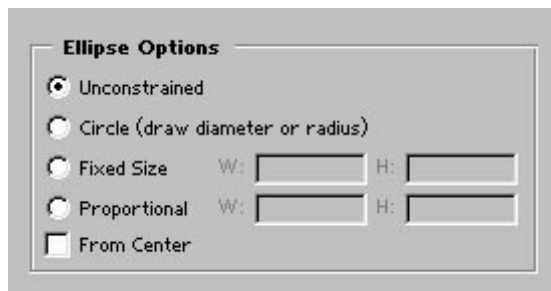 Ellipse Options
Unconstrained
Circle (draw diameter or radius)
Fixed Size W: H:
Proportional W: H:
From Center